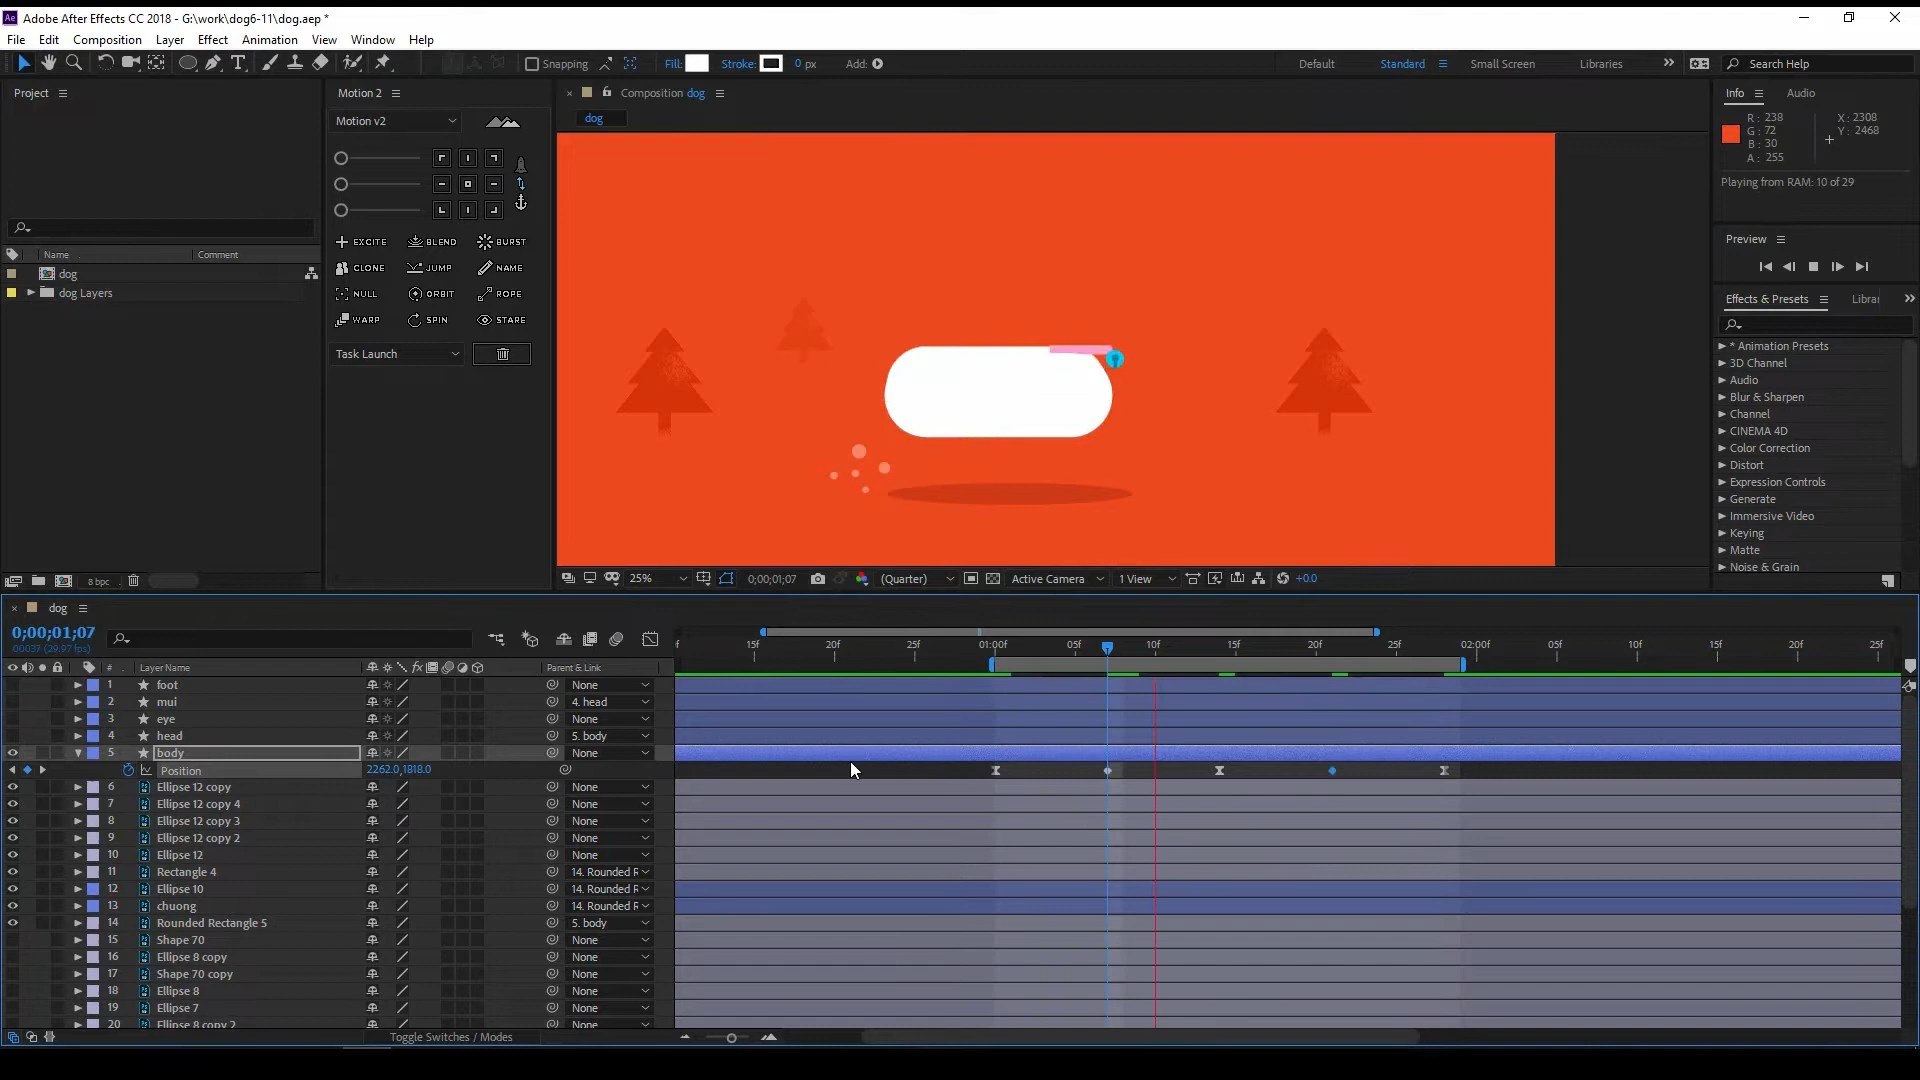 Ae Adobe After Effects CC 2018 - G:\work\dog6-11\dog.aep *
File Edit Composition Layer Effect Animation View Window Help
Snapping Fill: Stroke: 0 px Add: Default Standard Small Screen Libraries Search Help
Project
Name Comment
dog
dog Layers
8 bpc
Motion 2
Motion v2
EXCITE BLEND BURST
CLONE JUMP NAME
NULL ORBIT ROPE
WARP SPIN STARE
Task Launch
Composition dog
dog
25% 0;00;01;07 (Quarter) Active Camera 1 View +0.0
Info Audio
R: 238 X: 2308
G: 72 Y: 2468
B: 30
A: 255
Playing from RAM: 10 of 29
Preview
Effects & Presets Librar
* Animation Presets
3D Channel
Audio
Blur & Sharpen
Channel
CINEMA 4D
Color Correction
Distort
Expression Controls
Generate
Immersive Video
Keying
Matte
Noise & Grain
dog
0;00;01;07
00037 (29.97 fps)
f 15f 20f 25f 01:00f 05f 10f 15f 20f 25f 02:00f 05f 10f 15f 20f 25f
# Layer Name fx Parent & Link
1 foot None
2 mui 4. head
3 eye None
4 head 5. body
5 body None
Position 2262.0,1818.0
6 Ellipse 12 copy None
7 Ellipse 12 copy 4 None
8 Ellipse 12 copy 3 None
9 Ellipse 12 copy 2 None
10 Ellipse 12 None
11 Rectangle 4 14. Rounded R
12 Ellipse 10 14. Rounded R
13 chuong 14. Rounded R
14 Rounded Rectangle 5 5. body
15 Shape 70 None
16 Ellipse 8 copy None
17 Shape 70 copy None
18 Ellipse 8 None
19 Ellipse 7 None
20 Ellipse 8 copy 2 None
Toggle Switches / Modes